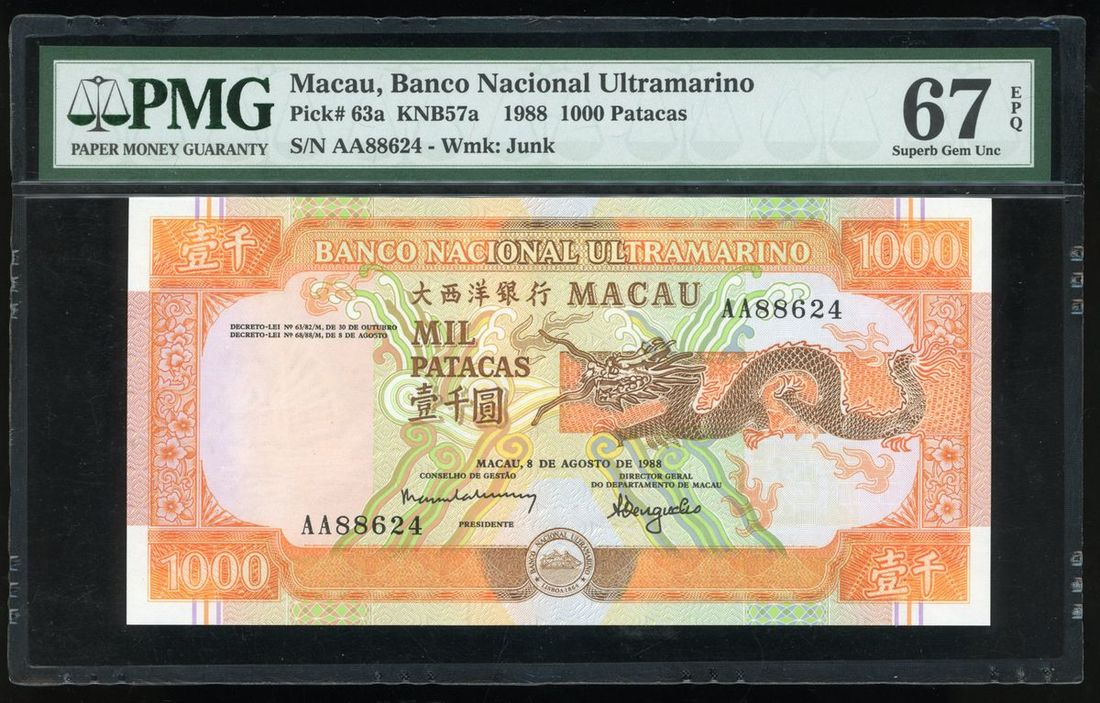 PMG
PAPER MONEY GUARANTY
Macau, Banco Nacional Ultramarino
Pick# 63a KNB57a 1988 1000 Patacas
S/N AA88624 - Wmk: Junk
67
EPQ
Superb Gem Unc
壹千
BANCO NACIONAL ULTRAMARINO
1000
大西洋銀行 MACAU
AA88624
DECRETO-LEI Nº 63/82/M, DE 30 DE OUTUBRO
DECRETO-LEI Nº 68/88/M, DE 8 DE AGOSTO
MIL
PATACAS
壹千圓
MACAU, 8 DE AGOSTO DE 1988
CONSELHO DE GESTÃO
DIRECTOR GERAL
DO DEPARTAMENTO DE MACAU
AA88624
PRESIDENTE
BANCO NACIONAL ULTRAMARINO
LISBOA-1864
1000
壹千